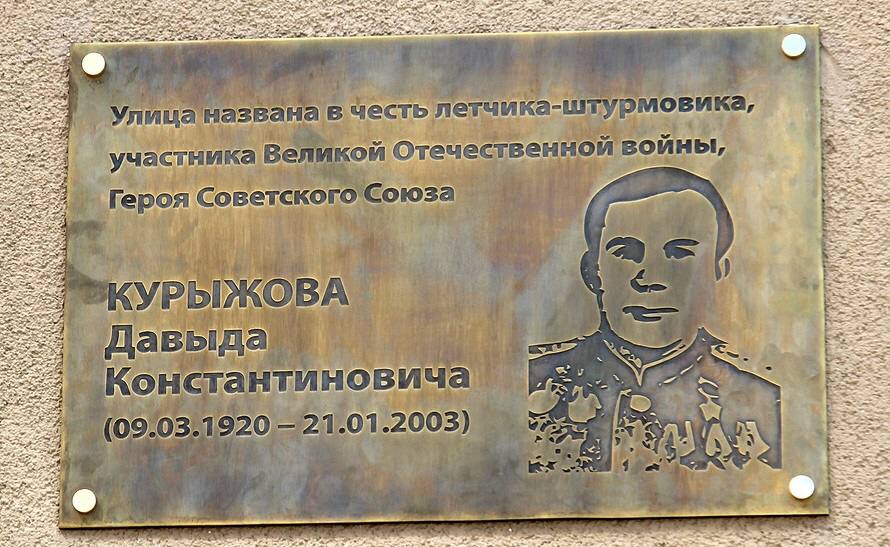 Улица названа в честь летчика-штурмовика,
участника Великой Отечественной войны,
Героя Советского Союза
КУРЫЖОВА
Давыда
Константиновича
(09.03.1920 – 21.01.2003)